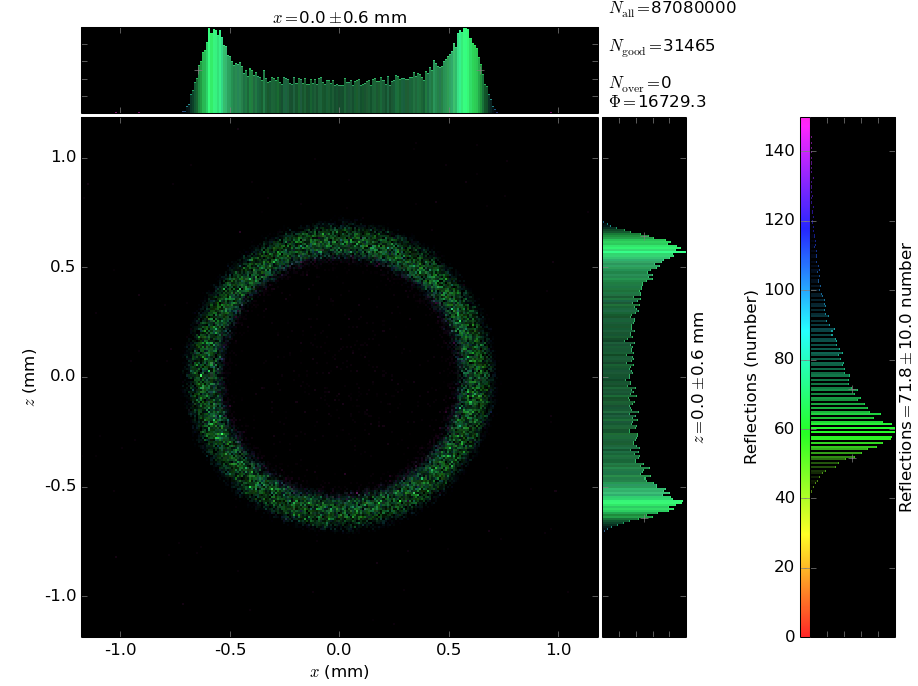 x=0.0±0.6 mm
N_all=87080000
N_good=31465
N_over=0
Φ=16729.3
1.0
0.5
0.0
-0.5
-1.0
z (mm)
-1.0 -0.5 0.0 0.5 1.0
x (mm)
z=0.0±0.6 mm
140
120
100
80
60
40
20
0
Reflections (number)
Reflections=71.8±10.0 number